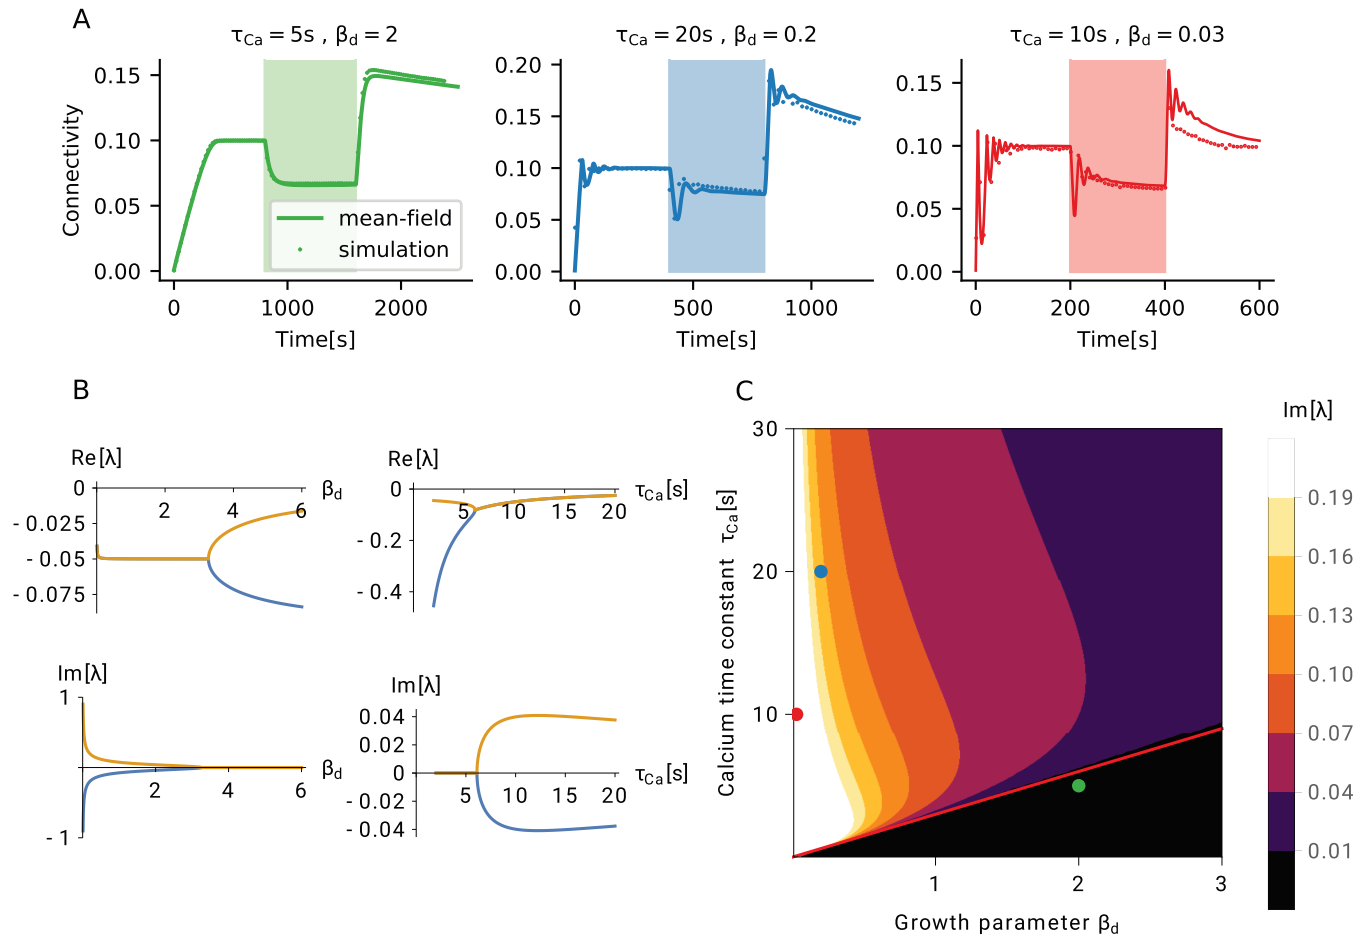 A
τCa = 5s , βd = 2
τCa = 20s , βd = 0.2
τCa = 10s , βd = 0.03
Connectivity
0.15
0.10
0.05
0.00
mean-field
simulation
0 1000 2000
Time[s]
0.20
0.15
0.10
0.05
0.00
0 500 1000
Time[s]
0.15
0.10
0.05
0.00
0 200 400 600
Time[s]
B
Re[λ]
0
- 0.025
- 0.05
- 0.075
2 4 6
βd
Re[λ]
0
- 0.2
- 0.4
5 10 15 20
τCa[s]
Im[λ]
1
- 1
2 4 6
βd
Im[λ]
0.04
0.02
0
- 0.02
- 0.04
5 10 15 20
τCa[s]
C
Calcium time constant τCa[s]
30
20
10
1 2 3
Growth parameter βd
Im[λ]
0.19
0.16
0.13
0.10
0.07
0.04
0.01